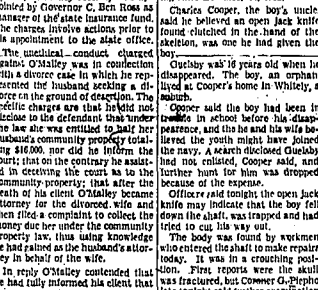 pointed by Governor C. Ben Ross as
manager of the state insurance fund.
The charges involve actions prior to
his appointment to the state office.
The unethical conduct charged
against O'Malley was in connection
with a divorce case in which he rep-
resented the husband seeking a di-
vorce on the ground of desertion. The
specific charges are that he did not
disclose to the defendant that under
the law she was entitled to half her
husband's community property total-
ing $16,000, nor did he inform the
court; that on the contrary he assist-
ed in deceiving the court as to the
community property; that after the
death of his client O'Malley became
attorney for the divorced wife and
then filed a complaint to collect the
money due her under the community
property law, thus using knowledge
he had gained as the husband's attor-
ney in behalf of the wife.
In reply O'Malley contended that
he had fully informed his client that
Charles Cooper, the boy's uncle,
said he believed an open jack knife
found clutched in the hand of the
skeleton, was one he had given the
boy.
Guelsby was 16 years old when he
disappeared. The boy, an orphan
lived at Cooper's home in Whitely, a
suburb.
Cooper said the boy had been in
trouble in school before his disap-
pearence, and the he and his wife be-
lieved the youth might have joined
the navy. A search disclosed Guelsby
had not enlisted, Cooper said, and
further hunt for him was dropped
because of the expense.
Officers said tonight the open jack
knife may indicate that the boy fell
down the shaft, was trapped and had
tried to cut his way out.
The body was found by workmen
who entered the shaft to make repairs
today. It was in a crouching posi-
tion. First reports were the skull
was fractured, but Coroner G. Piepho